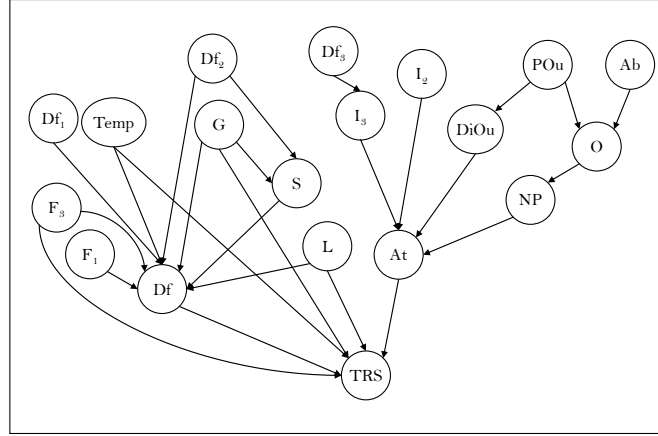 Df₂
Df₃
I₂
POu
Ab
Df₁
Temp
G
I₃
DiOu
O
S
NP
F₃
F₁
L
At
Df
TRS